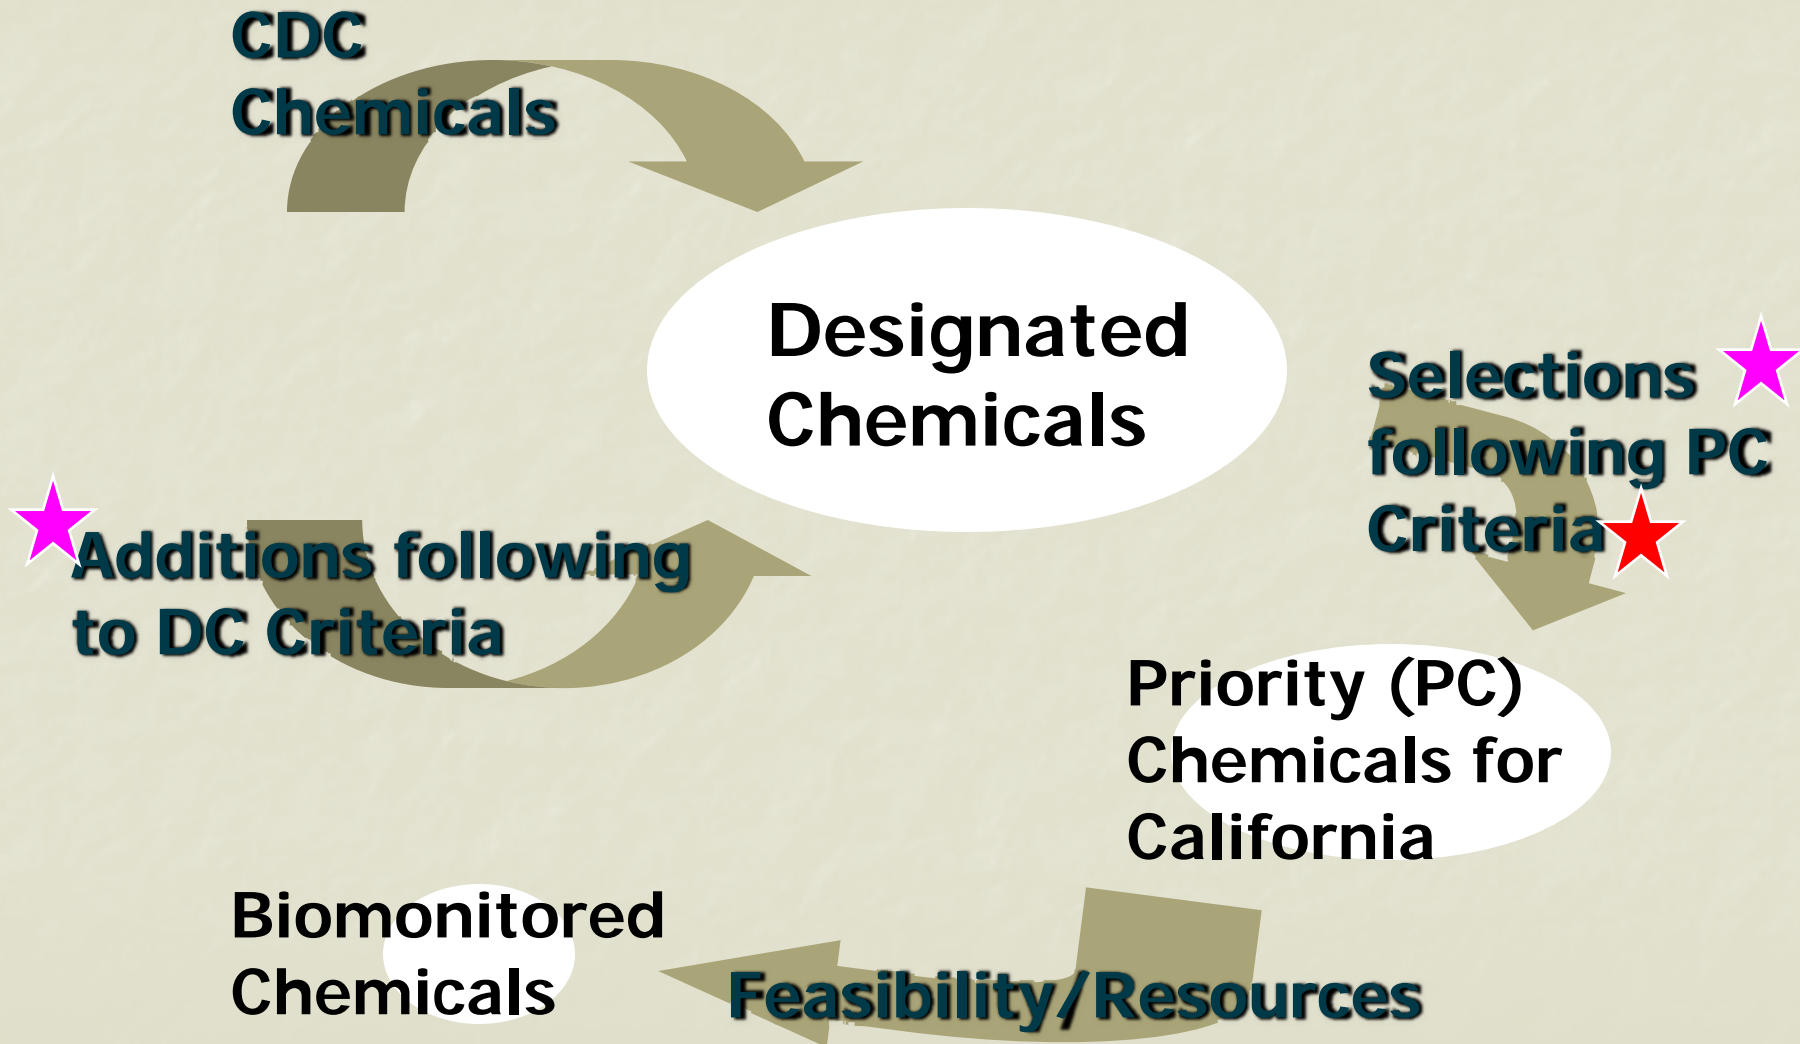 CDC
Chemicals
Designated
Chemicals
Selections
following PC
Criteria
Additions following
to DC Criteria
Priority (PC)
Chemicals for
California
Biomonitored
Chemicals
Feasibility/Resources